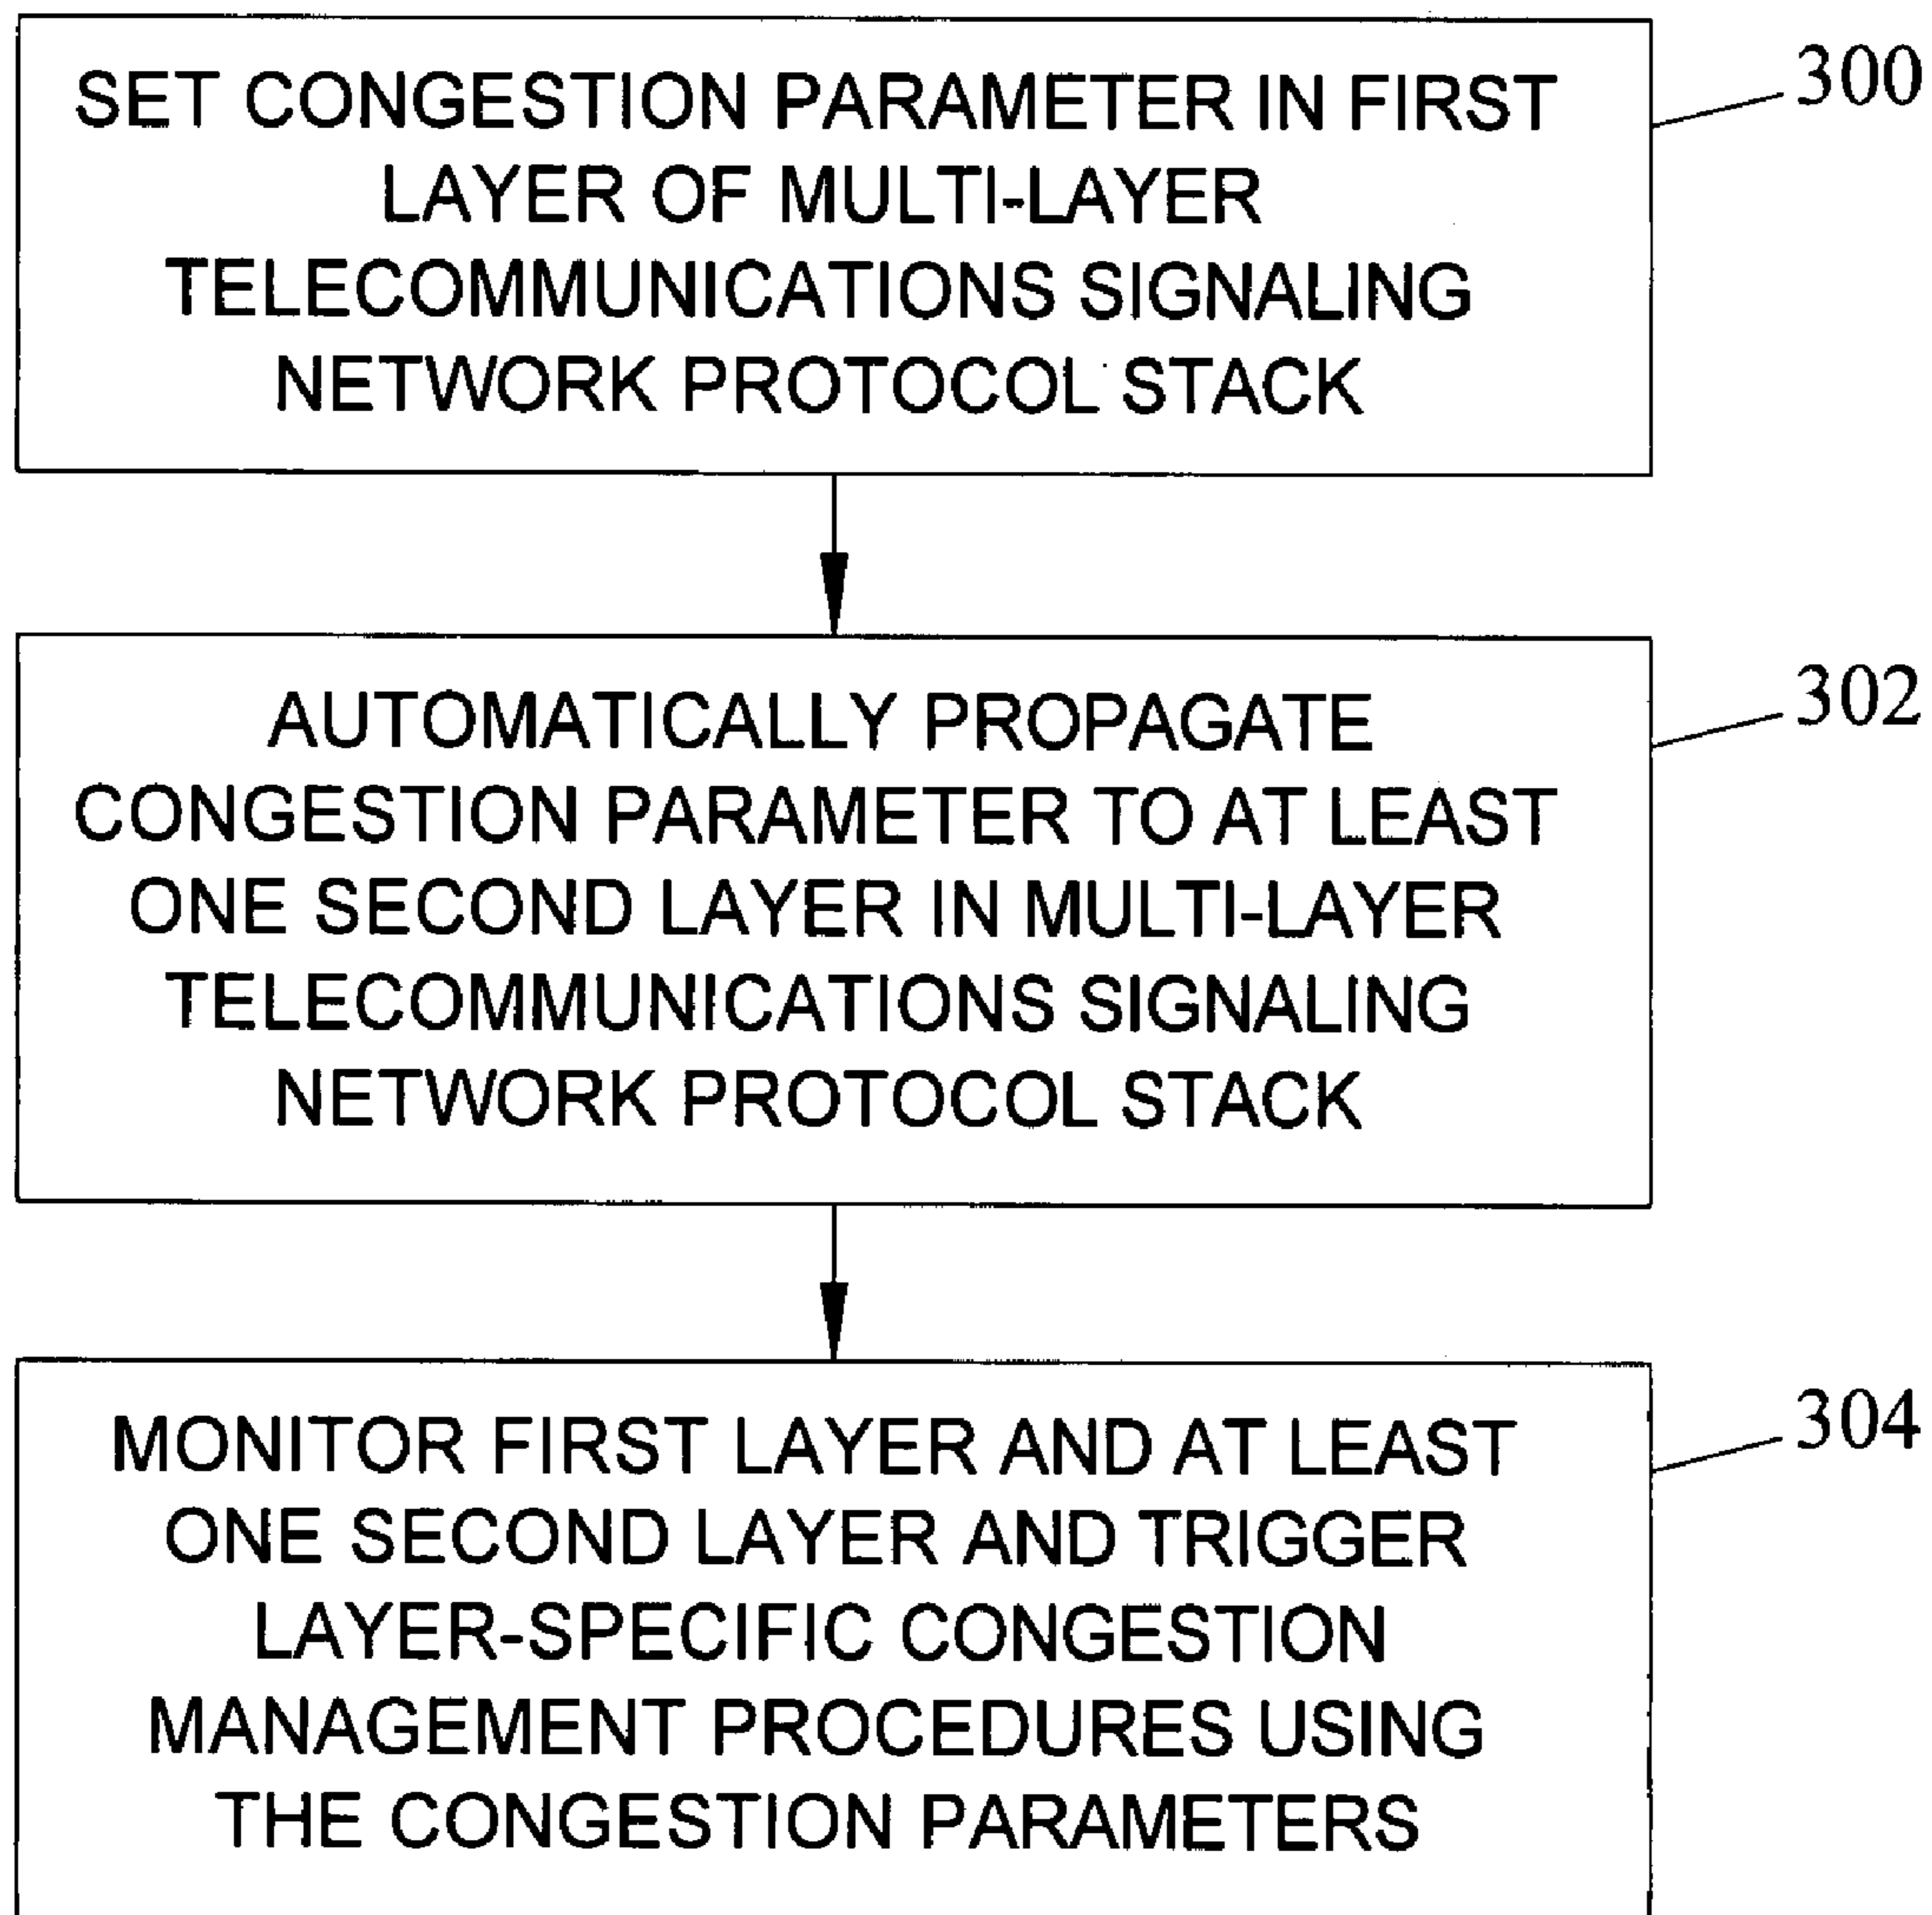 SET CONGESTION PARAMETER IN FIRST
LAYER OF MULTI-LAYER
TELECOMMUNICATIONS SIGNALING
NETWORK PROTOCOL STACK
300
AUTOMATICALLY PROPAGATE
CONGESTION PARAMETER TO AT LEAST
ONE SECOND LAYER IN MULTI-LAYER
TELECOMMUNICATIONS SIGNALING
NETWORK PROTOCOL STACK
302
MONITOR FIRST LAYER AND AT LEAST
ONE SECOND LAYER AND TRIGGER
LAYER-SPECIFIC CONGESTION
MANAGEMENT PROCEDURES USING
THE CONGESTION PARAMETERS
304